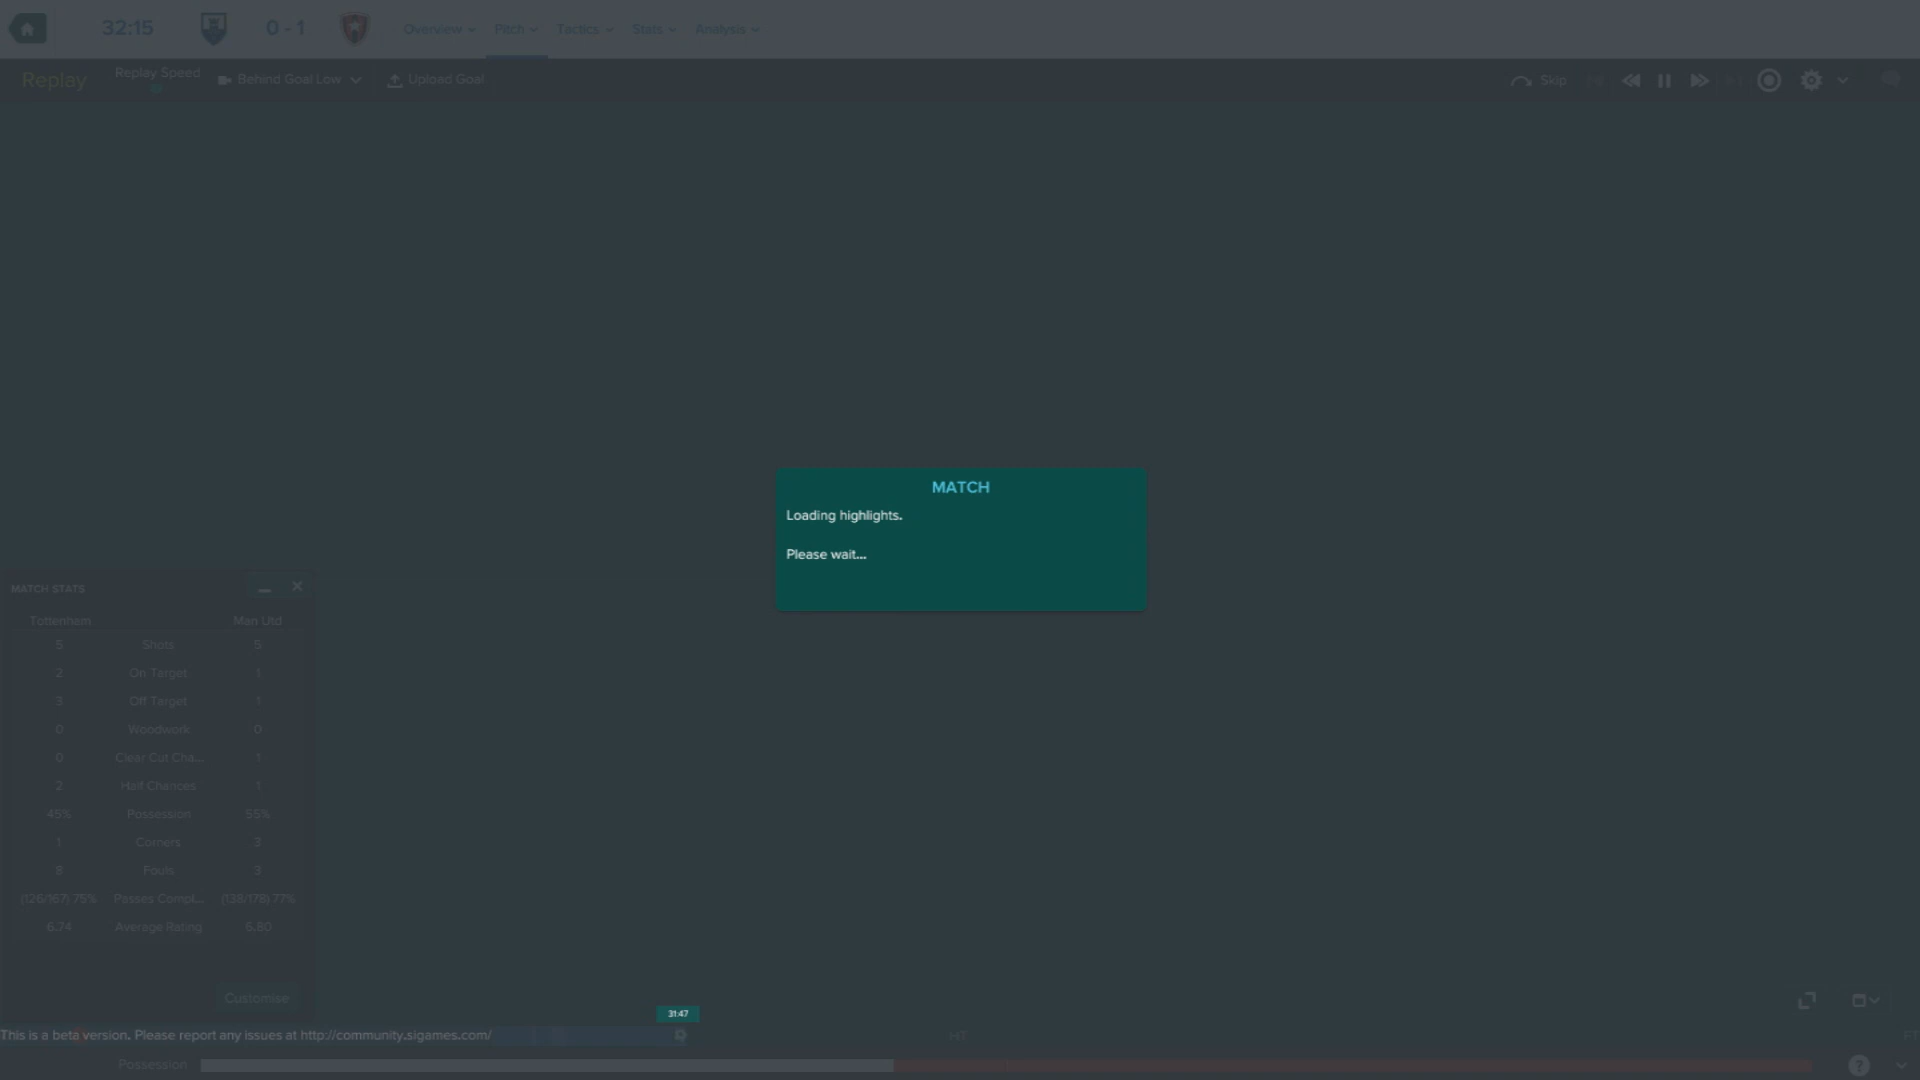 32:15 0 - 1 Overview Pitch Tactics Stats Analysis
Replay Replay Speed Behind Goal Low Upload Goal Skip
MATCH
Loading highlights.
Please wait...
MATCH STATS
Tottenham Man Utd
5 Shots 5
2 On Target 1
3 Off Target 1
0 Woodwork 0
0 Clear Cut Cha... 1
2 Half Chances 1
45% Possession 55%
1 Corners 3
8 Fouls 3
(126/167) 75% Passes Compl... (138/178) 77%
6.74 Average Rating 6.80
Customise
31:47
This is a beta version. Please report any issues at http://community.sigames.com/
HT FT
Possession